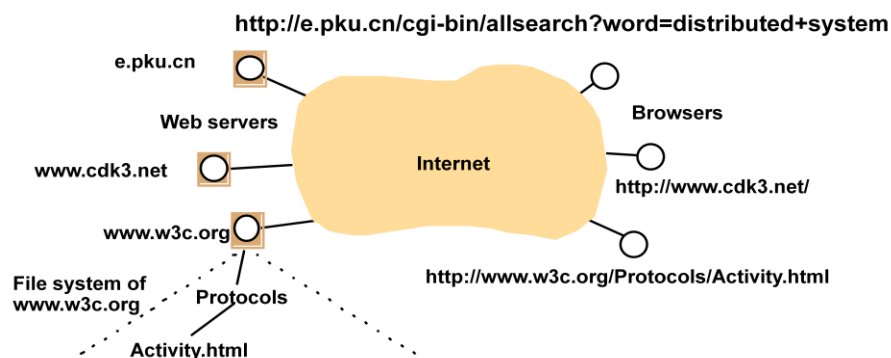 http://e.pku.cn/cgi-bin/allsearch?word=distributed+system
e.pku.cn
Web servers
Browsers
Internet
www.cdk3.net
http://www.cdk3.net/
www.w3c.org
http://www.w3c.org/Protocols/Activity.html
File system of
www.w3c.org
Protocols
Activity.html